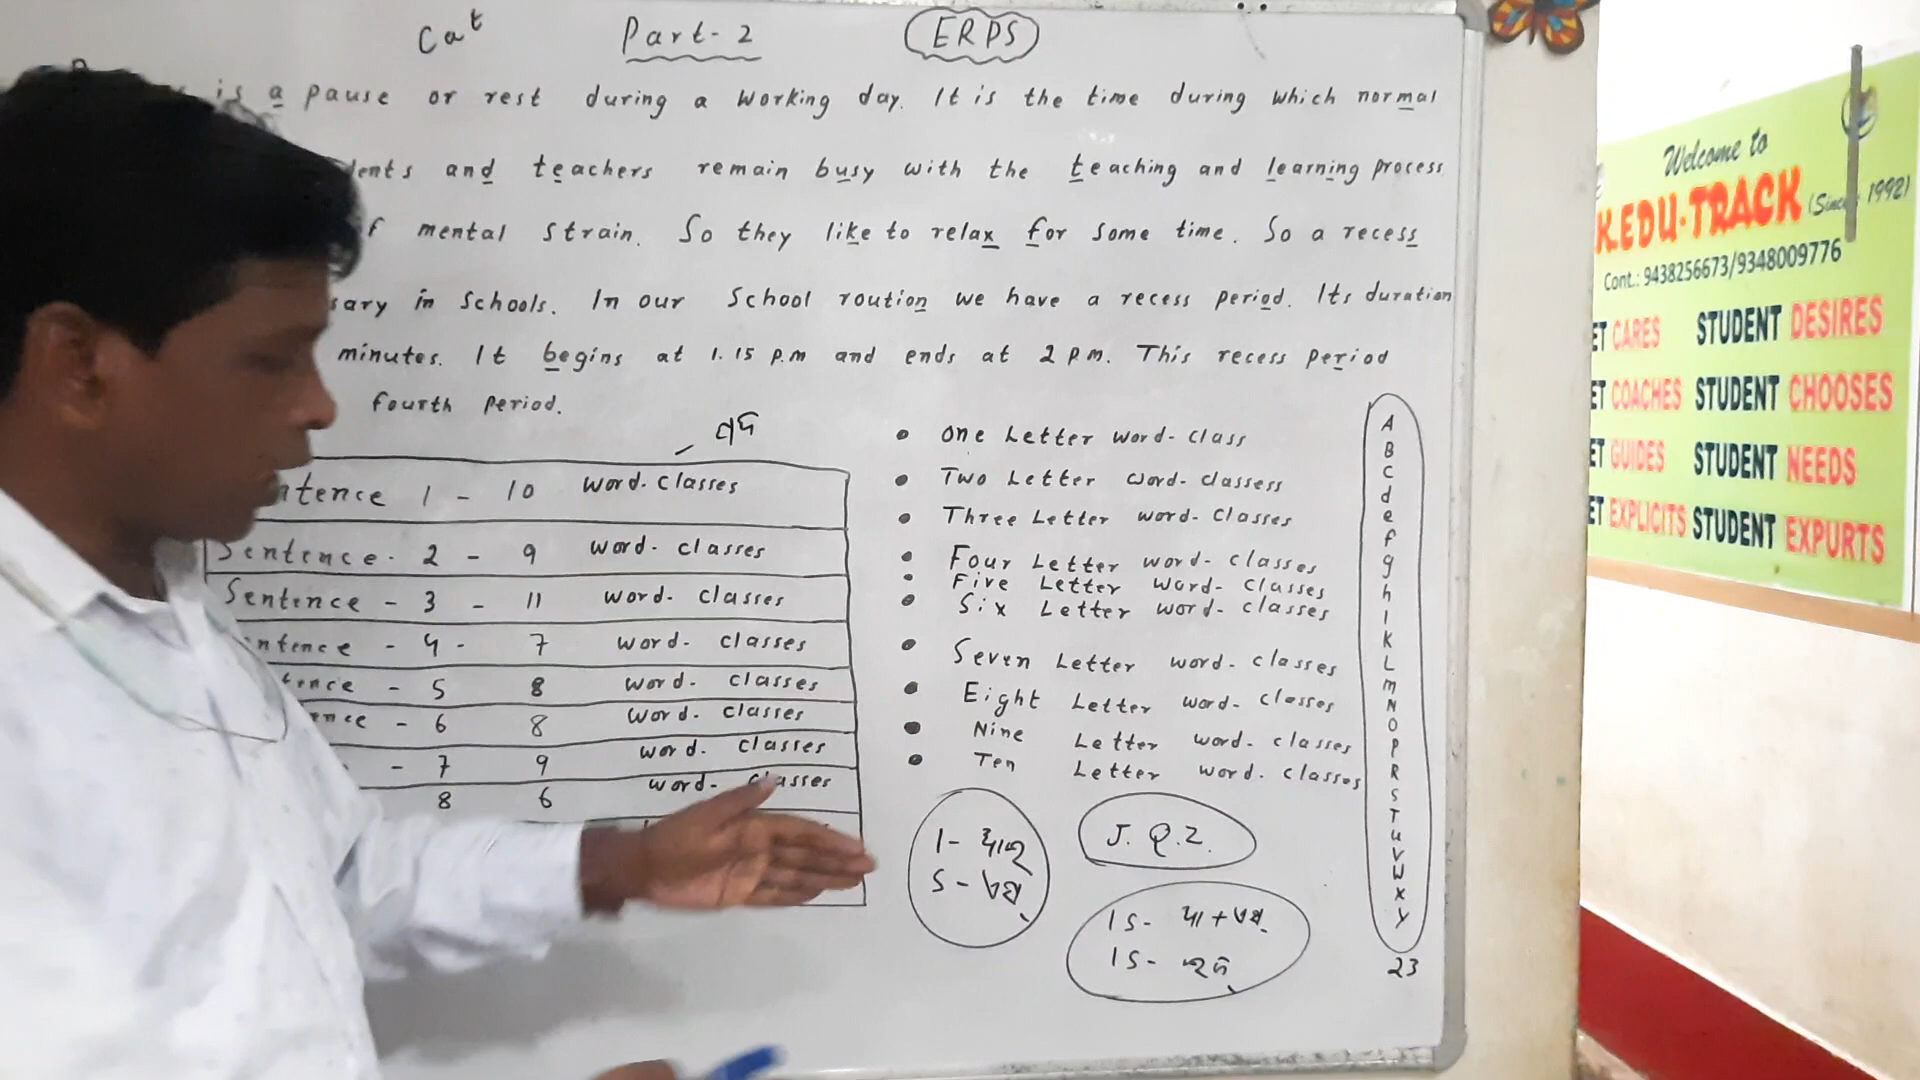 Cat Part-2 ERPS
is a pause or rest during a working day. It is the time during which normal
and teachers remain busy with the teaching and learning process
mental strain. So they like to relax for some time. So a recess
in Schools. In our School roution we have a recess period. Its duration
minutes. It begins at 1.15 P.m and ends at 2 P.m. This recess period
fourth Period.
1 - 10 word-classes
Sentence - 2 - 9 word-classes
Sentence - 3 - 11 word-classes
- 4 - 7 word-classes
- 5 8 word-classes
- 6 8 word-classes
- 7 9 word-classes
8 6 word-classes
• One Letter word-class
• Two Letter word-classess
• Three Letter word-classes
• Four Letter word-classes
• Five Letter word-classes
• Six Letter word-classes
• Seven Letter word-classes
• Eight Letter word-classes
• Nine Letter word-classes
• Ten Letter word-classes
J. Q. Z.
A
B
C
d
e
f
g
h
I
K
L
m
N
O
P
R
S
T
u
V
W
X
Y
23
Welcome to
K.EDU-TRACK (Since 1992)
Cont.: 9438256673/9348009776
CARES STUDENT DESIRES
COACHES STUDENT CHOOSES
GUIDES STUDENT NEEDS
EXPLICITS STUDENT EXPURTS